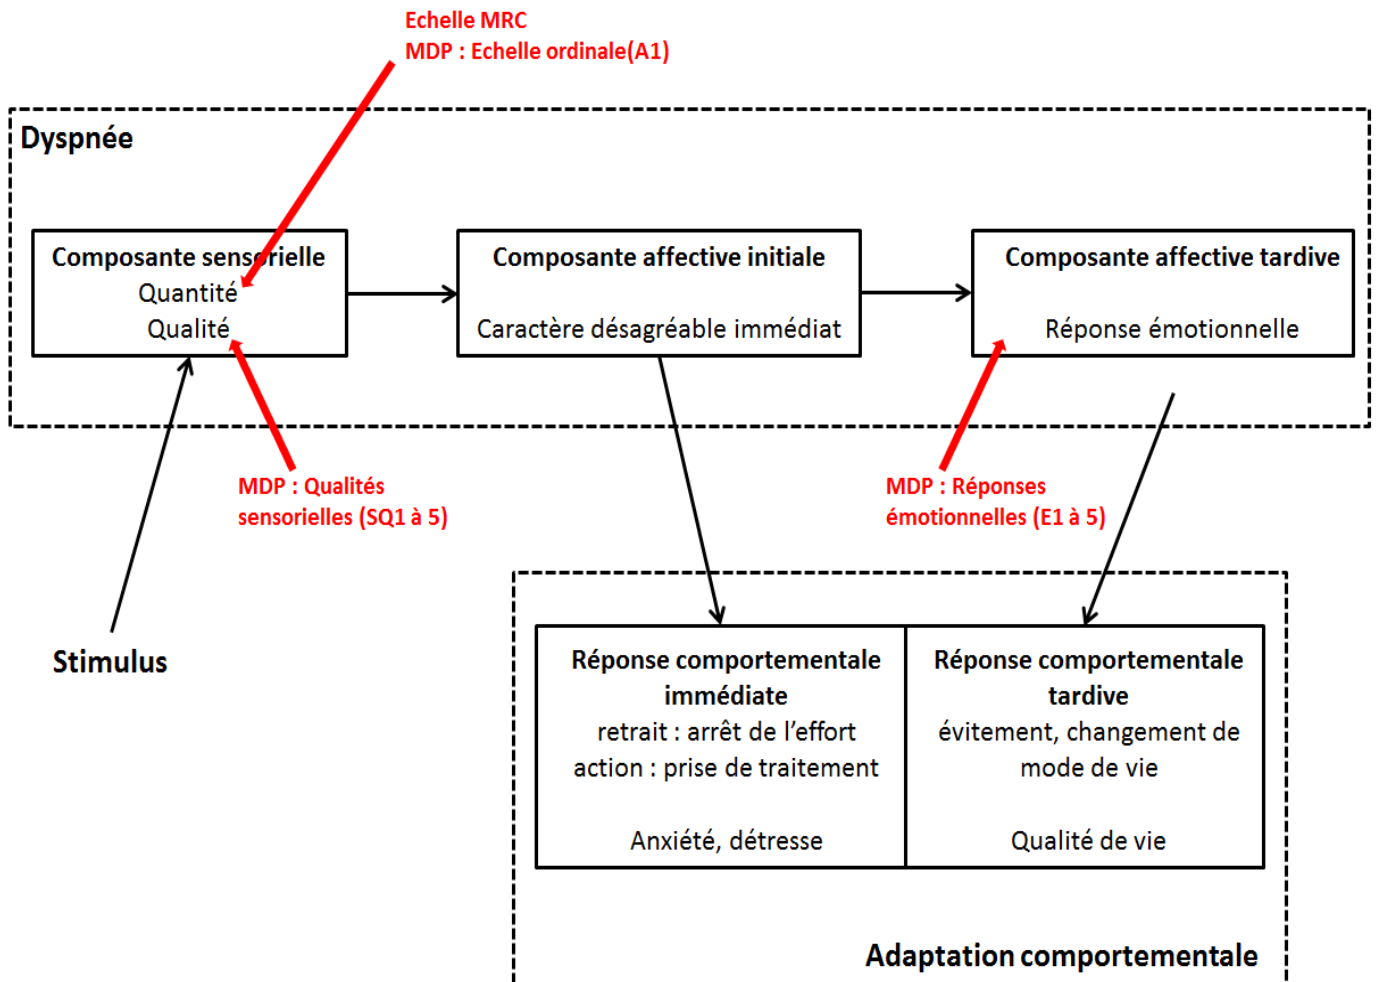 Echelle MRC
MDP : Echelle ordinale(A1)
Dyspnée
Composante sensorielle
Quantité
Qualité
Composante affective initiale
Caractère désagréable immédiat
Composante affective tardive
Réponse émotionnelle
MDP : Qualités
sensorielles (SQ1 à 5)
MDP : Réponses
émotionnelles (E1 à 5)
Stimulus
Réponse comportementale
immédiate
retrait : arrêt de l'effort
action : prise de traitement
Anxiété, détresse
Réponse comportementale
tardive
évitement, changement de
mode de vie
Qualité de vie
Adaptation comportementale